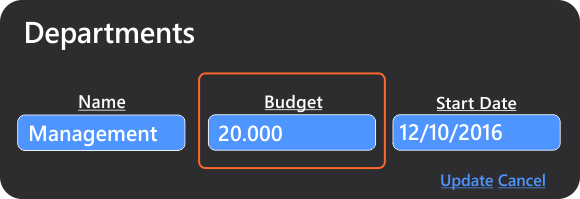 Departments
Name Budget Start Date
Management 20.000 12/10/2016
Update Cancel